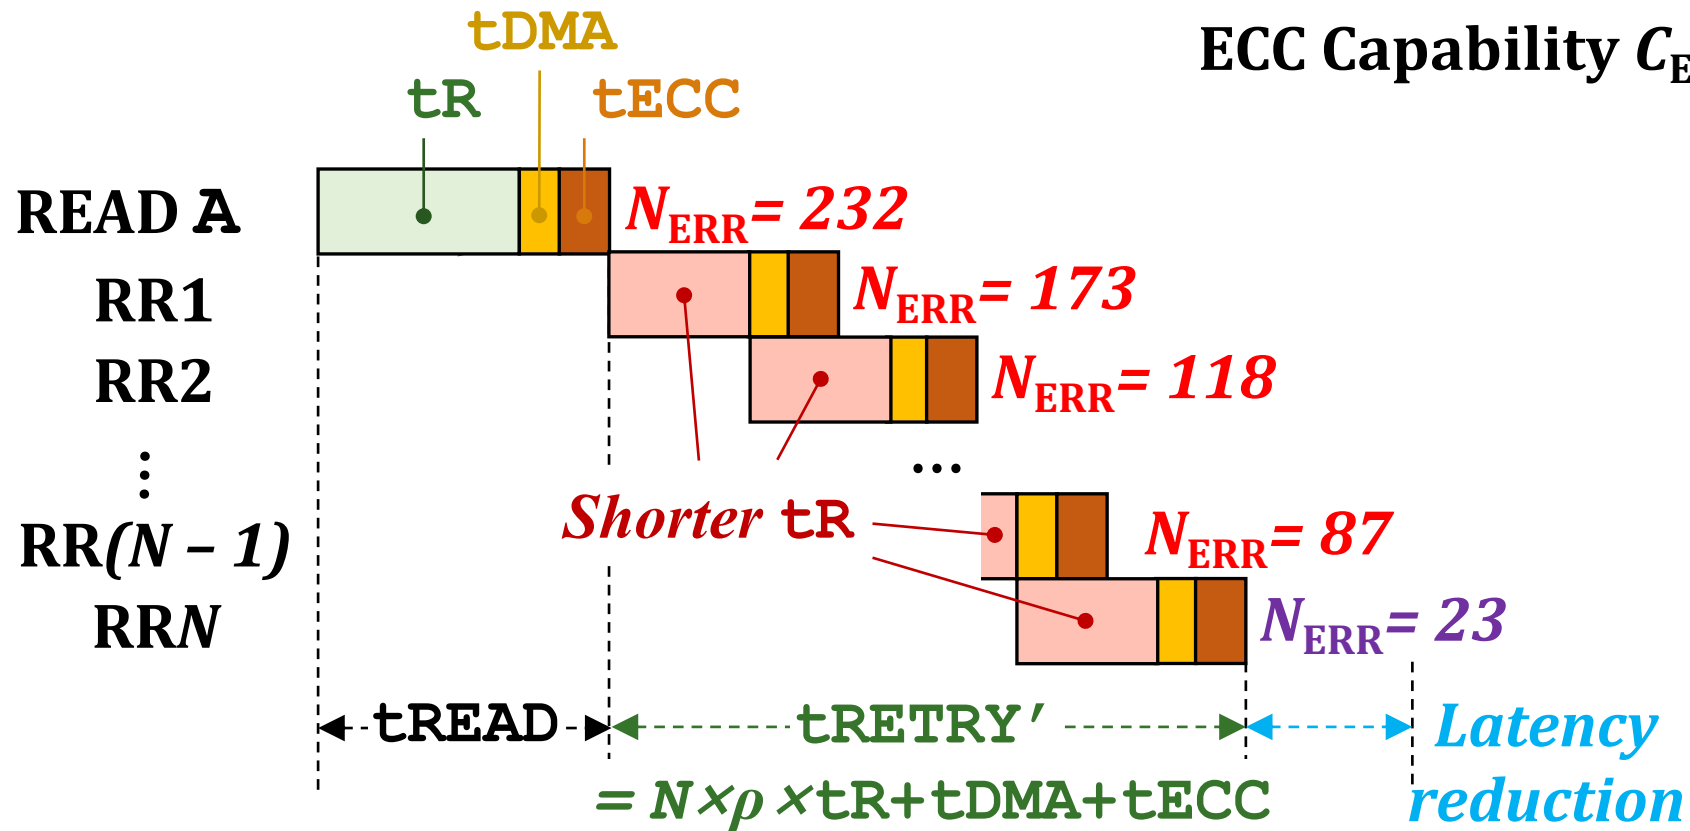 tDMA
ECC Capability C_E
tR
tECC
READ A
N_ERR = 232
RR1
N_ERR = 173
RR2
N_ERR = 118
⋮
...
Shorter tR
RR(N – 1)
N_ERR = 87
RRN
N_ERR = 23
tREAD
tRETRY′
Latency
= N×ρ×tR+tDMA+tECC
reduction